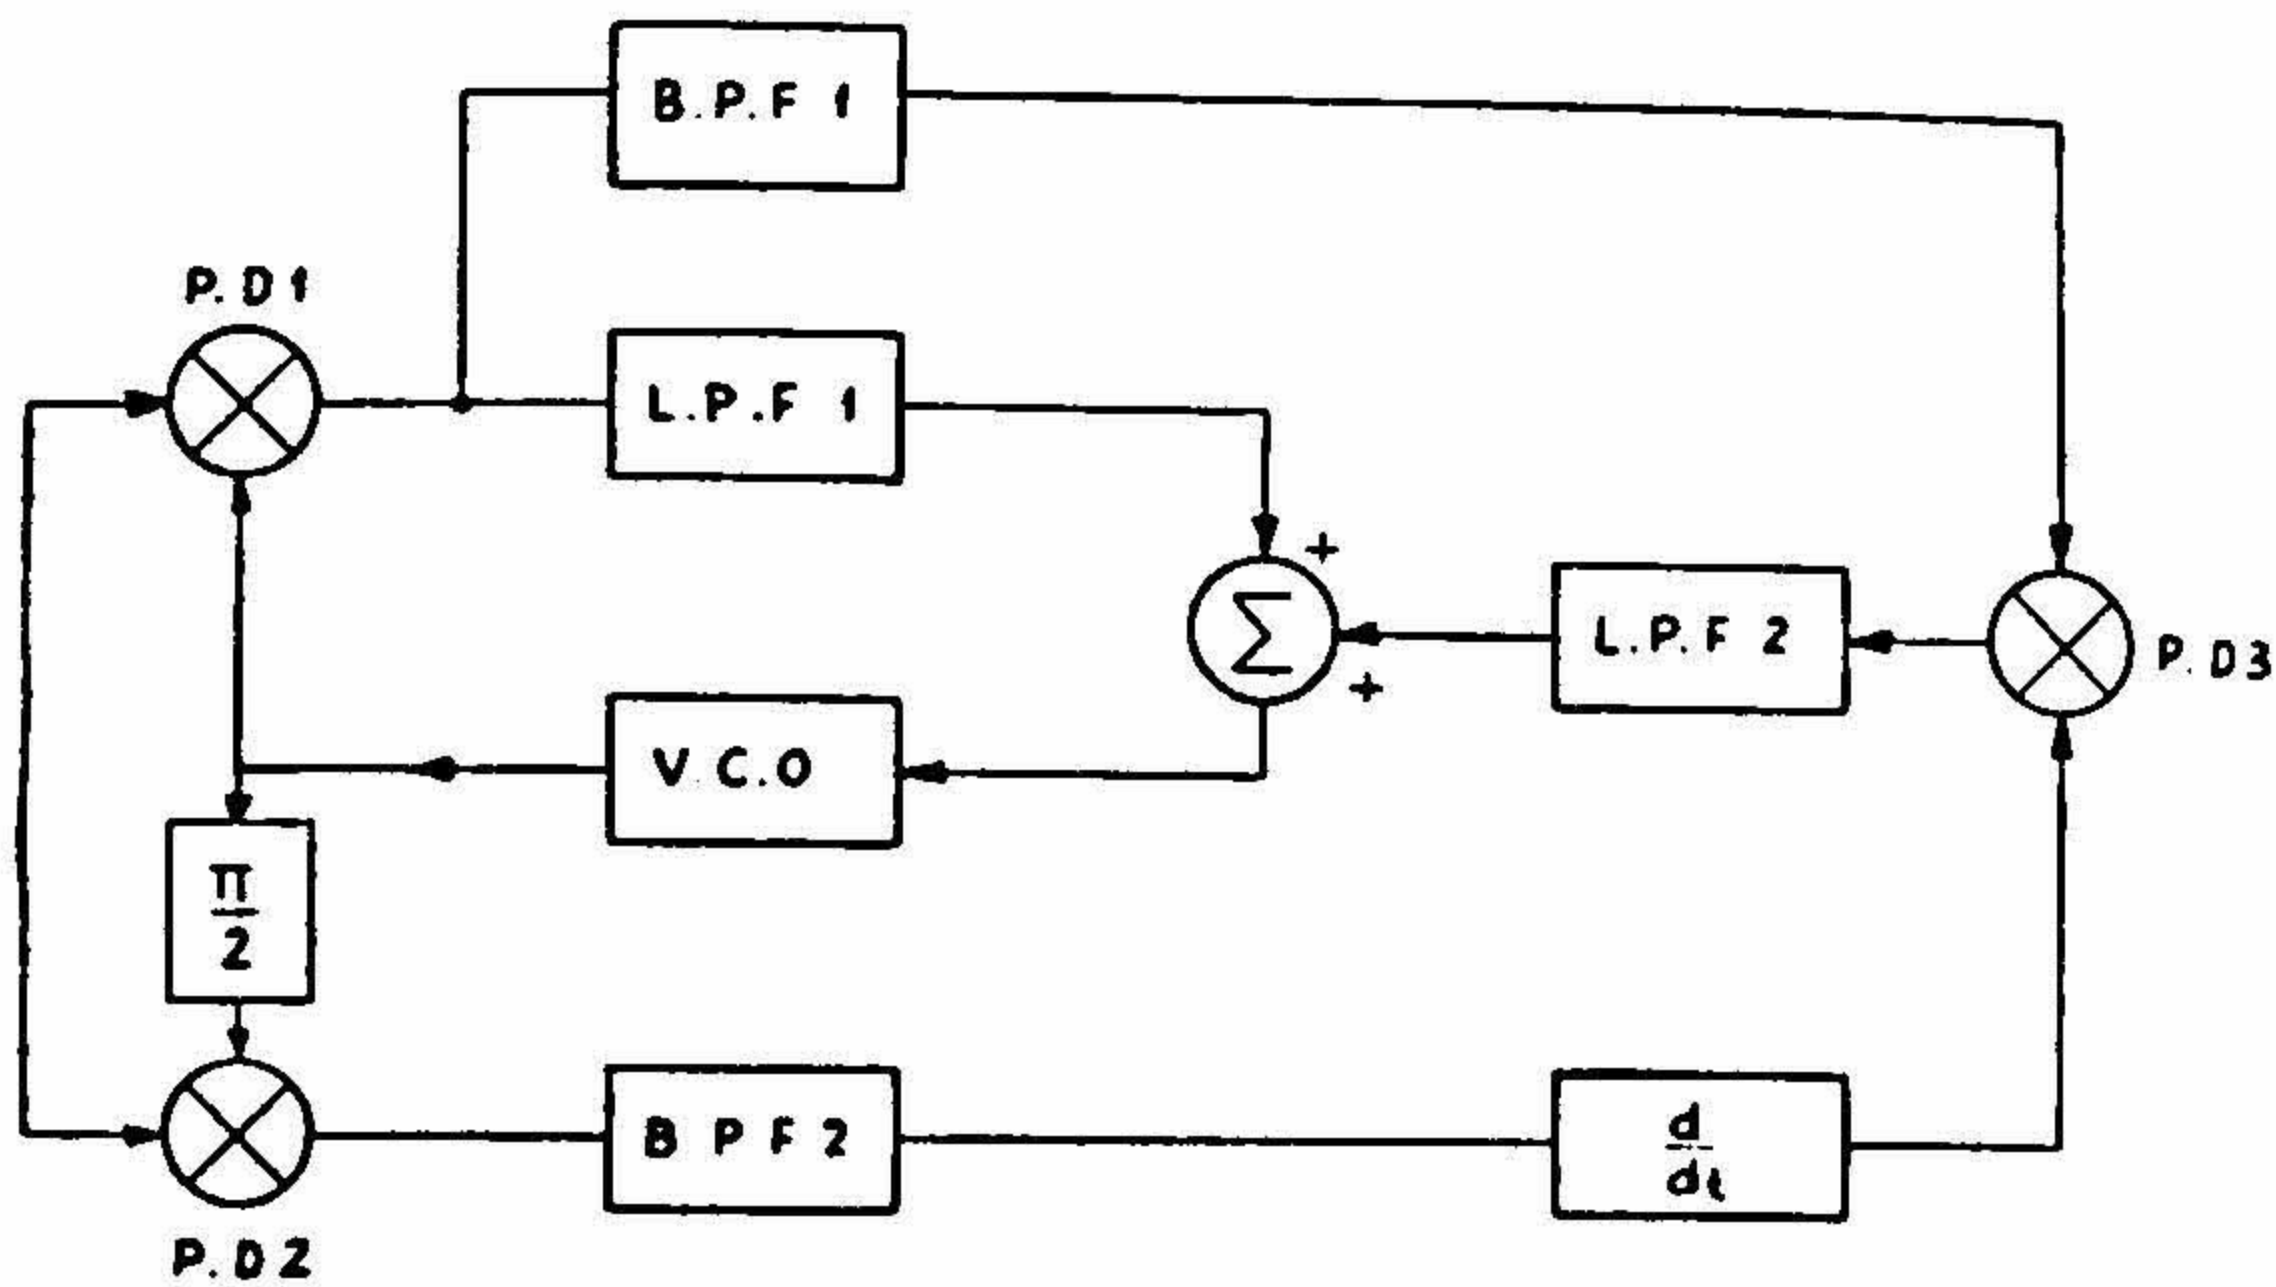 B.P.F 1
P.D1
L.P.F 1
+
Σ
L.P.F 2
P.D3
+
V.C.O
π
2
B P F 2
d
dt
P.D2